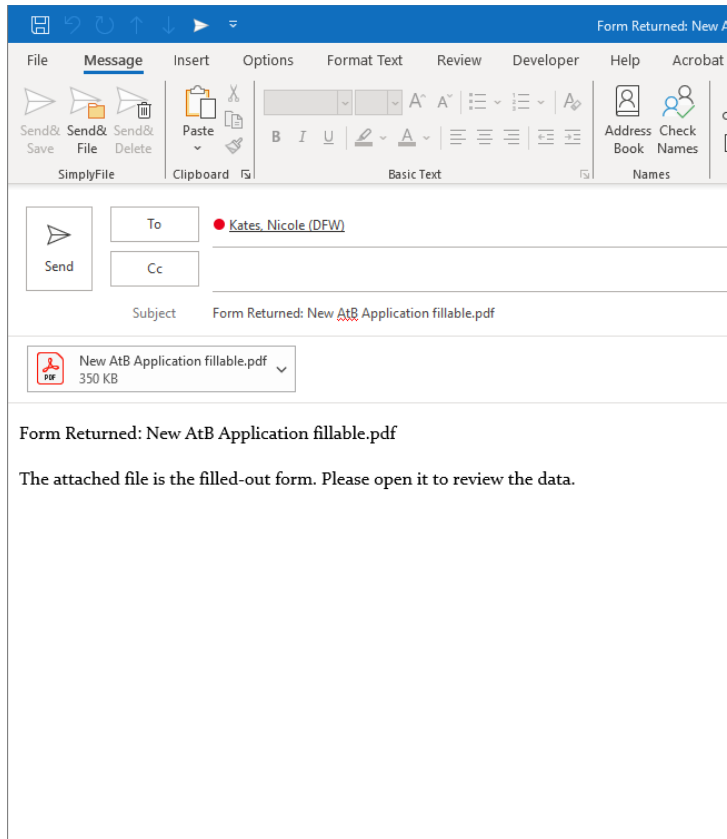 Form Returned: New A
File Message Insert Options Format Text Review Developer Help Acrobat
Send& Save
Send& File
Send& Delete
Paste
B I U A
Address Book
Check Names
SimplyFile Clipboard Basic Text Names
Send
To Kates, Nicole (DFW)
Cc
Subject Form Returned: New AtB Application fillable.pdf
PDF
New AtB Application fillable.pdf
350 KB
Form Returned: New AtB Application fillable.pdf
The attached file is the filled-out form. Please open it to review the data.